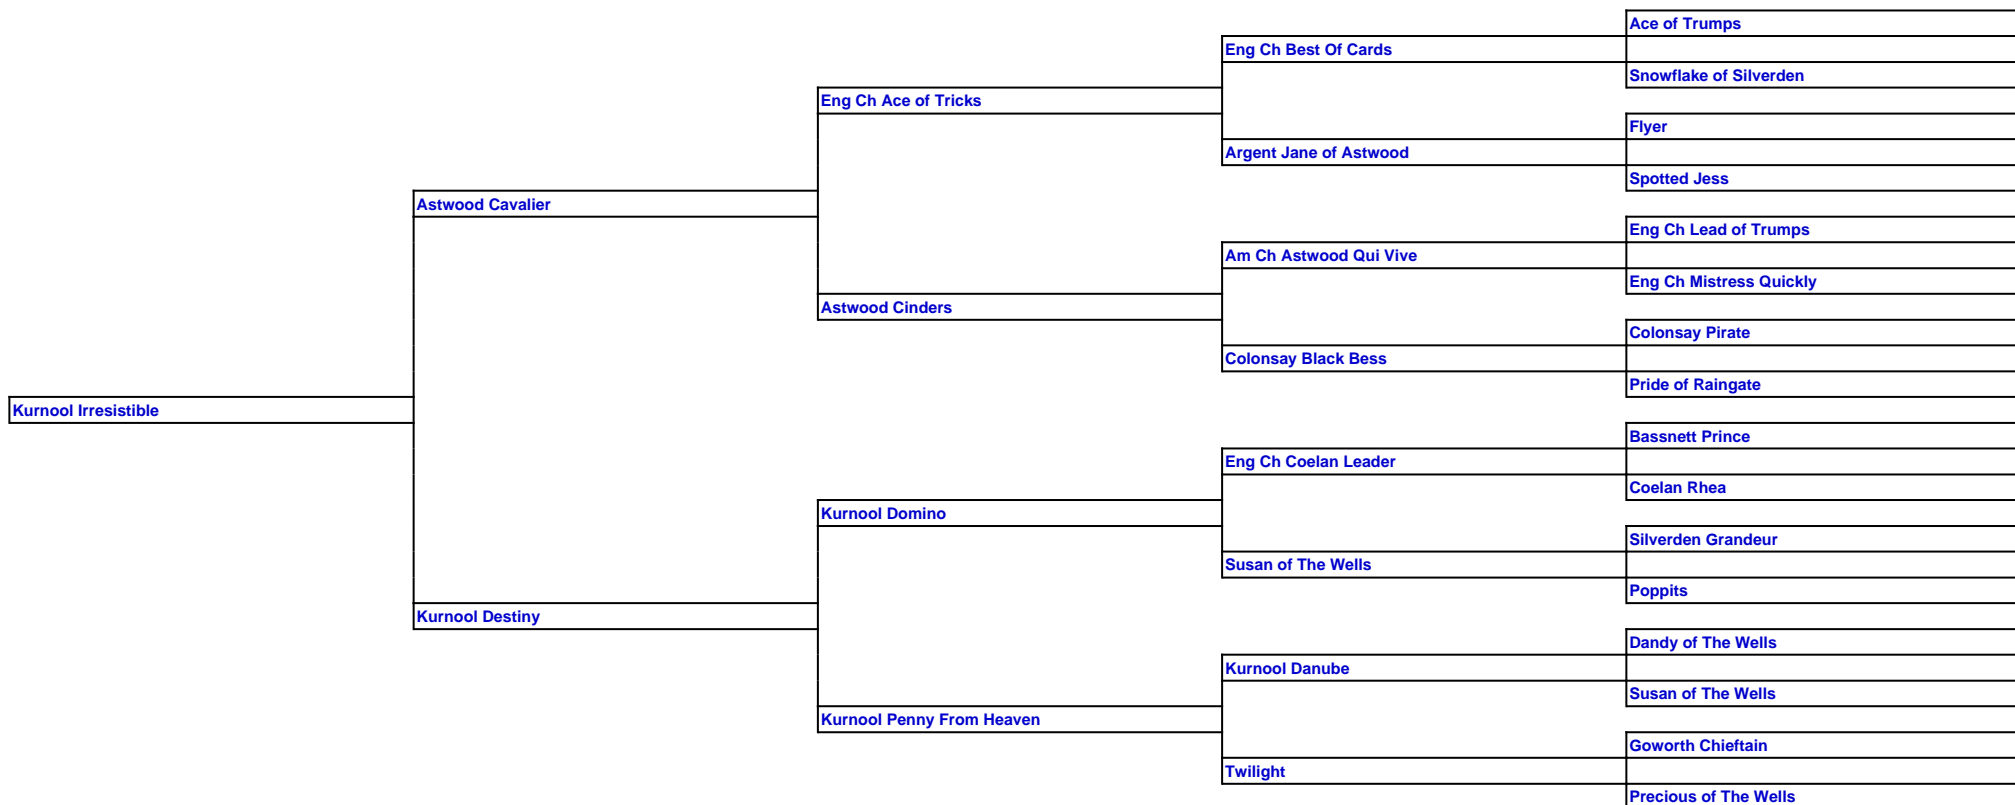 Ace of Trumps
Eng Ch Best Of Cards
Snowflake of Silverden
Eng Ch Ace of Tricks
Flyer
Argent Jane of Astwood
Spotted Jess
Astwood Cavalier
Eng Ch Lead of Trumps
Am Ch Astwood Qui Vive
Eng Ch Mistress Quickly
Astwood Cinders
Colonsay Pirate
Colonsay Black Bess
Pride of Raingate
Kurnool Irresistible
Bassnett Prince
Eng Ch Coelan Leader
Coelan Rhea
Kurnool Domino
Silverden Grandeur
Susan of The Wells
Poppits
Kurnool Destiny
Dandy of The Wells
Kurnool Danube
Susan of The Wells
Kurnool Penny From Heaven
Goworth Chieftain
Twilight
Precious of The Wells